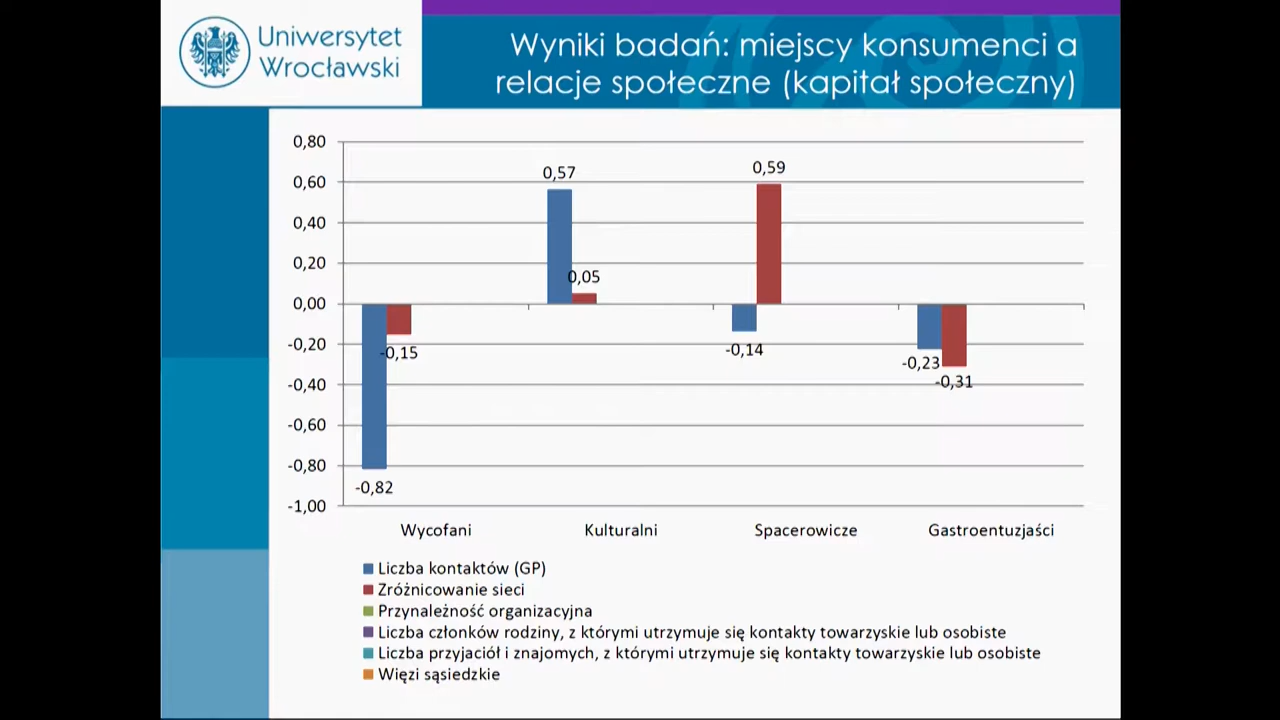 Uniwersytet
Wrocławski
Wyniki badań: miejscy konsumenci a
relacje społeczne (kapitał społeczny)
0,80
0,60
0,40
0,20
0,00
-0,20
-0,40
-0,60
-0,80
-1,00
0,57
0,59
0,05
-0,15
-0,14
-0,23
-0,31
-0,82
Wycofani
Kulturalni
Spacerowicze
Gastroentuzjaści
Liczba kontaktów (GP)
Zróżnicowanie sieci
Przynależność organizacyjna
Liczba członków rodziny, z którymi utrzymuje się kontakty towarzyskie lub osobiste
Liczba przyjaciół i znajomych, z którymi utrzymuje się kontakty towarzyskie lub osobiste
Więzi sąsiedzkie